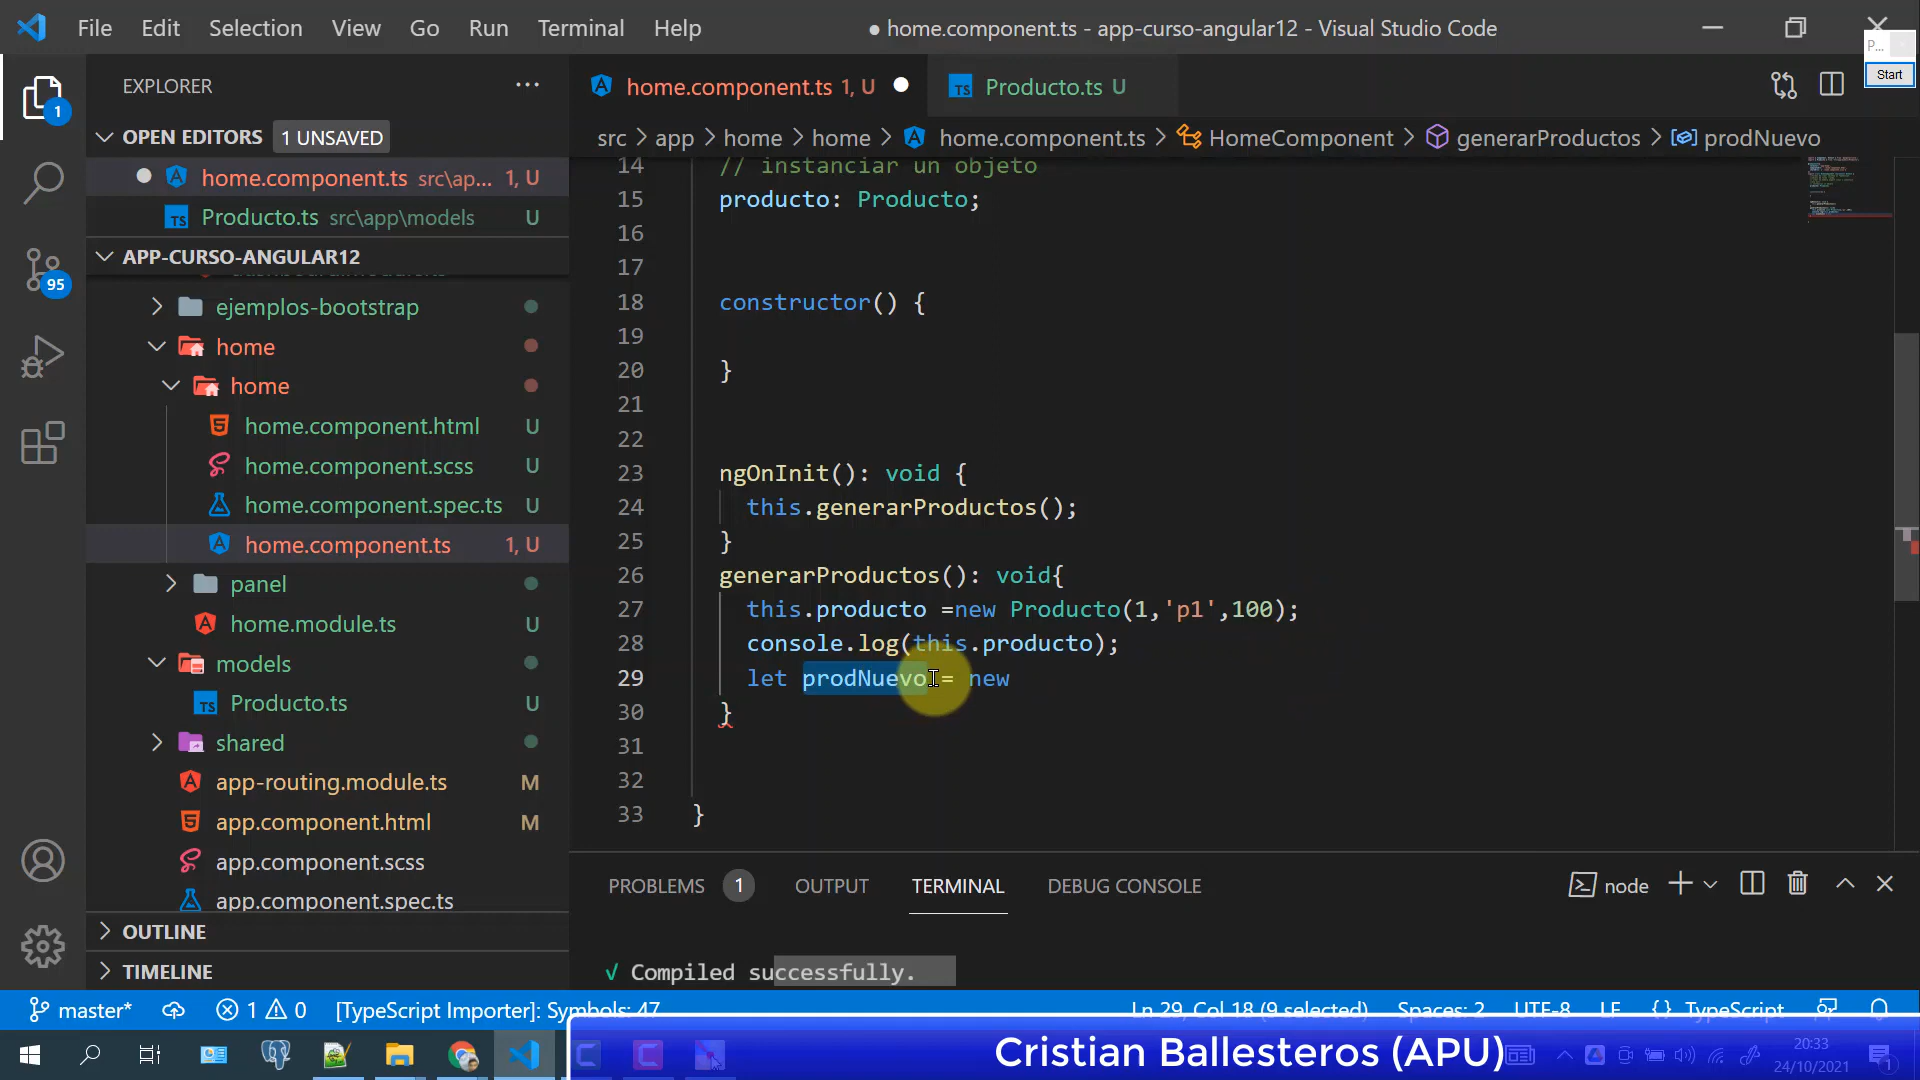 File Edit Selection View Go Run Terminal Help
● home.component.ts - app-curso-angular12 - Visual Studio Code
P...
Start
EXPLORER
home.component.ts 1, U
Producto.ts U
OPEN EDITORS 1 UNSAVED
src > app > home > home > home.component.ts > HomeComponent > generarProductos > prodNuevo
home.component.ts src\ap... 1, U
Producto.ts src\app\models U
APP-CURSO-ANGULAR12
ejemplos-bootstrap
home
home
home.component.html U
home.component.scss U
home.component.spec.ts U
home.component.ts 1, U
panel
home.module.ts U
models
Producto.ts U
shared
app-routing.module.ts M
app.component.html M
app.component.scss
app.component.spec.ts
OUTLINE
TIMELINE
1
95
14 // instanciar un objeto
15 producto: Producto;
16
17
18 constructor() {
19
20 }
21
22
23 ngOnInit(): void {
24 this.generarProductos();
25 }
26 generarProductos(): void{
27 this.producto =new Producto(1,'p1',100);
28 console.log(this.producto);
29 let prodNuevo = new
30 }
31
32
33 }
PROBLEMS 1 OUTPUT TERMINAL DEBUG CONSOLE
node
√ Compiled successfully.
master* 1 0 [TypeScript Importer]: Symbols: 47
Ln 29, Col 18 (9 selected) Spaces: 2 UTF-8 LF {} TypeScript
Cristian Ballesteros (APU)
20:33
24/10/2021
1